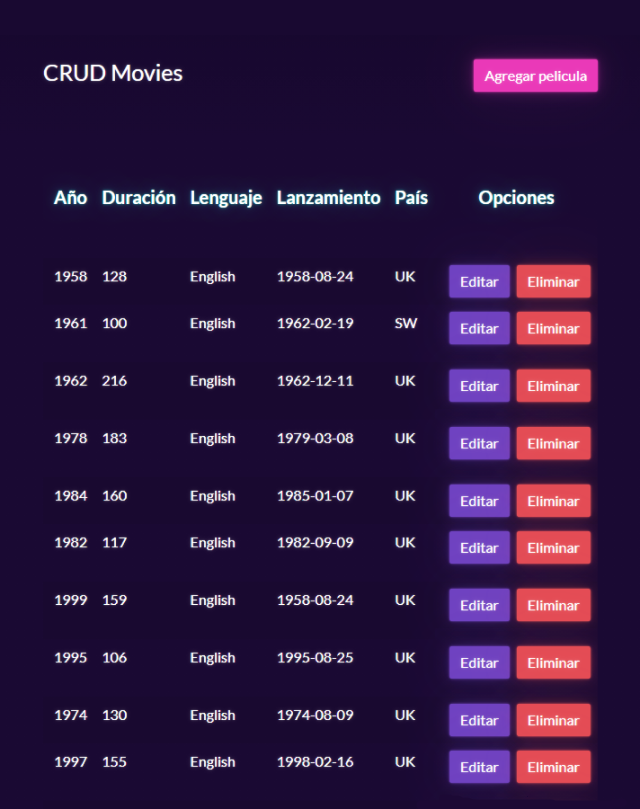 CRUD Movies Agregar pelicula
Año Duración Lenguaje Lanzamiento País Opciones
1958 128 English 1958-08-24 UK Editar Eliminar
1961 100 English 1962-02-19 SW Editar Eliminar
1962 216 English 1962-12-11 UK Editar Eliminar
1978 183 English 1979-03-08 UK Editar Eliminar
1984 160 English 1985-01-07 UK Editar Eliminar
1982 117 English 1982-09-09 UK Editar Eliminar
1999 159 English 1958-08-24 UK Editar Eliminar
1995 106 English 1995-08-25 UK Editar Eliminar
1974 130 English 1974-08-09 UK Editar Eliminar
1997 155 English 1998-02-16 UK Editar Eliminar